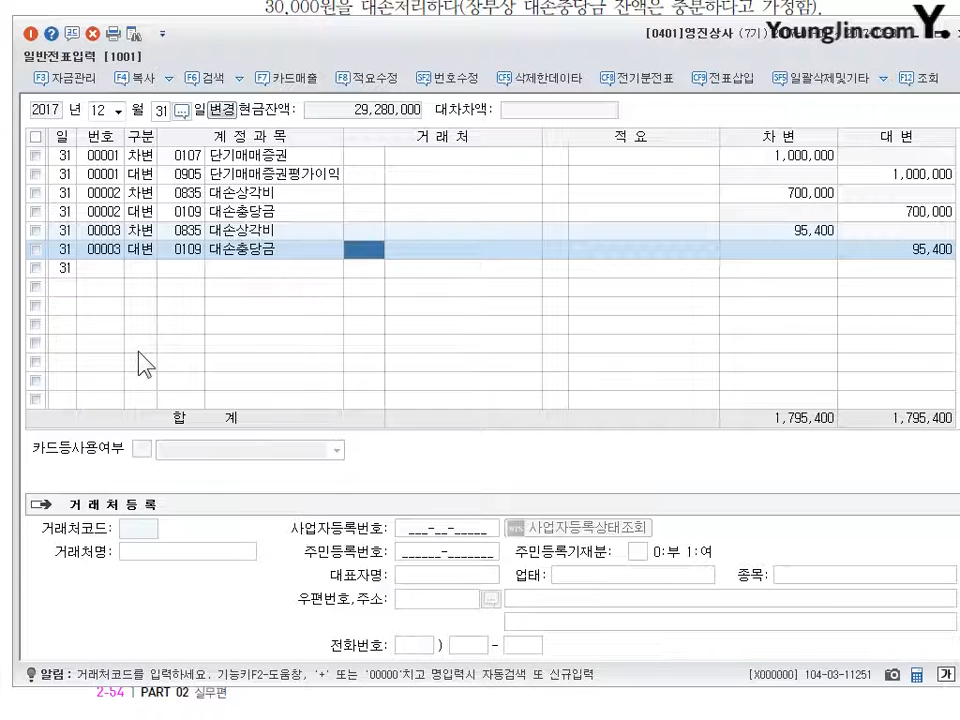 30,000원을 대손처리하다(장부상 대손충당금 잔액은 충분하다고 가정함).
YoungJin.com Y.
[0401]영진상사 (7기)
일반전표입력 [1001]
F3 자금관리 F4 복사 F6 검색 F7 카드매출 F8 적요수정 SF2 번호수정 CF5 삭제한데이타 CF8 전기분전표 CF9 전표삽입 SF5 일괄삭제및기타 F12 조회
2017 년 12 월 31 일 변경 현금잔액: 29,280,000 대차차액:
일 번호 구분 계 정 과 목 거 래 처 적 요 차 변 대 변
31 00001 차변 0107 단기매매증권 1,000,000
31 00001 대변 0905 단기매매증권평가이익 1,000,000
31 00002 차변 0835 대손상각비 700,000
31 00002 대변 0109 대손충당금 700,000
31 00003 차변 0835 대손상각비 95,400
31 00003 대변 0109 대손충당금 95,400
31
합 계 1,795,400 1,795,400
카드등사용여부
거 래 처 등 록
거래처코드: 사업자등록번호: ___-__-_____ 사업자등록상태조회
거래처명: 주민등록번호: ______-_______ 주민등록기재분: 0:부 1:여
대표자명: 업태: 종목:
우편번호,주소:
전화번호: ) -
알림: 거래처코드를 입력하세요. 기능키F2-도움창, '+' 또는 '00000'치고 명입력시 자동검색 또 신규입력 [X000000] 104-03-11251 가
2-54 | PART 02 실무편